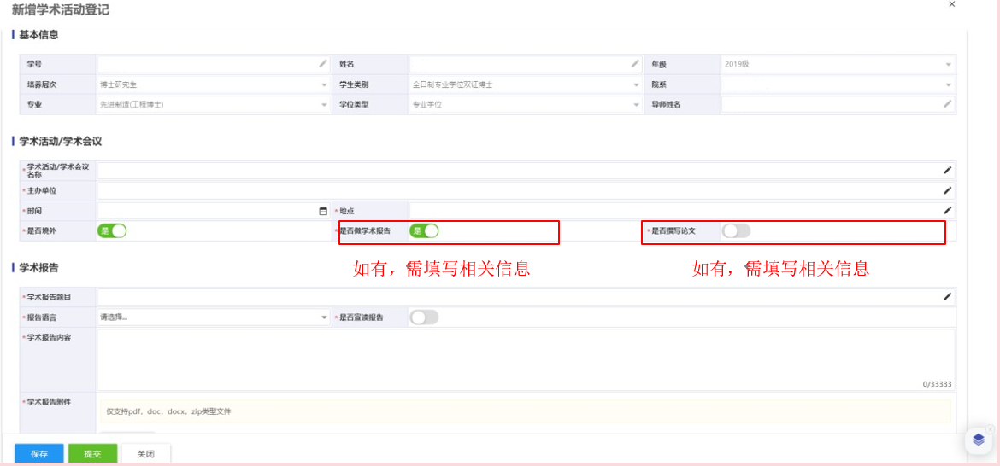 新增学术活动登记
基本信息
学号 姓名 年级 2019级
培养层次 博士研究生 学生类别 全日制专业学位双证博士 院系
专业 先进制造(工程博士) 学位类型 专业学位 导师姓名
学术活动/学术会议
*学术活动/学术会议
名称
*主办单位
*时间 *地点
*是否境外 是 *是否做学术报告 是 *是否撰写论文
如有，需填写相关信息 如有，需填写相关信息
学术报告
*学术报告题目
*报告语言 请选择... *是否宣读报告
*学术报告内容
0/33333
*学术报告附件
仅支持pdf、doc、docx、zip类型文件
保存 提交 关闭